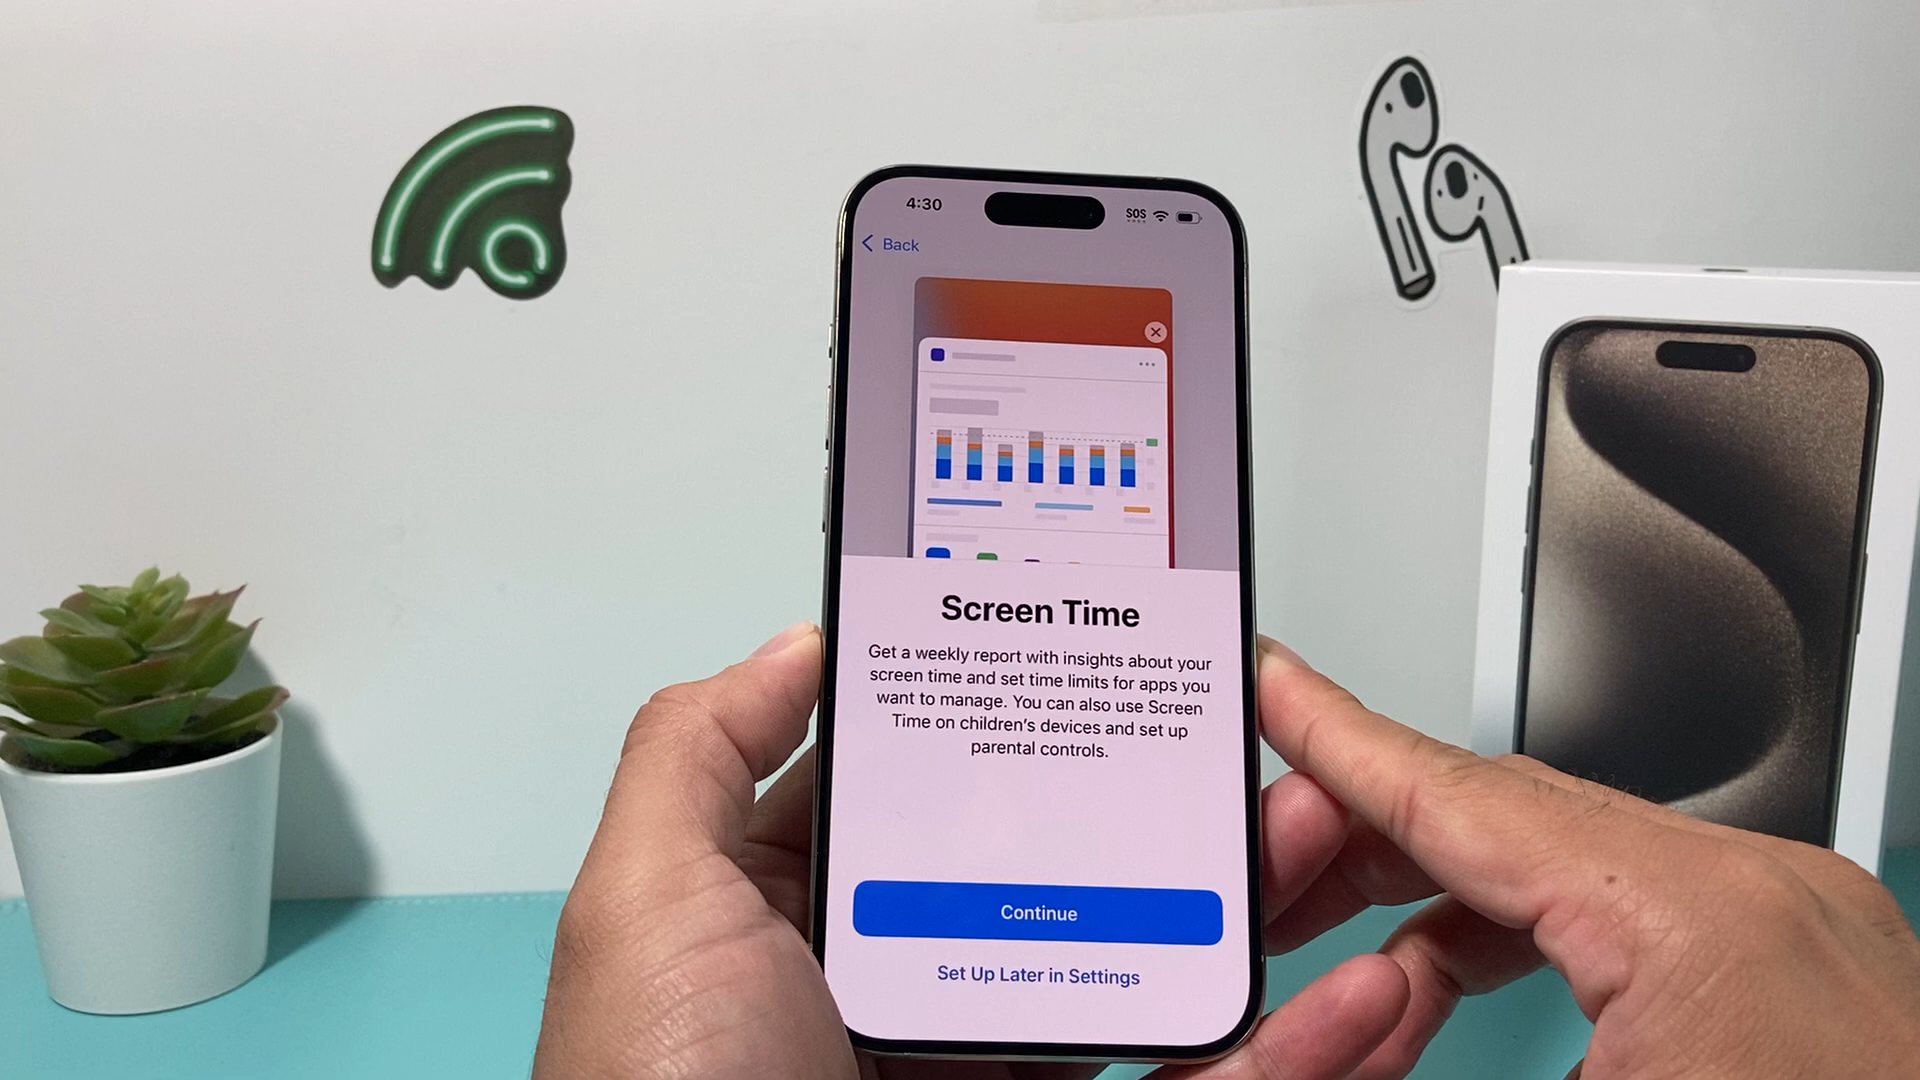 4:30
SOS
Back
Screen Time
Get a weekly report with insights about your
screen time and set time limits for apps you
want to manage. You can also use Screen
Time on children's devices and set up
parental controls.
Continue
Set Up Later in Settings